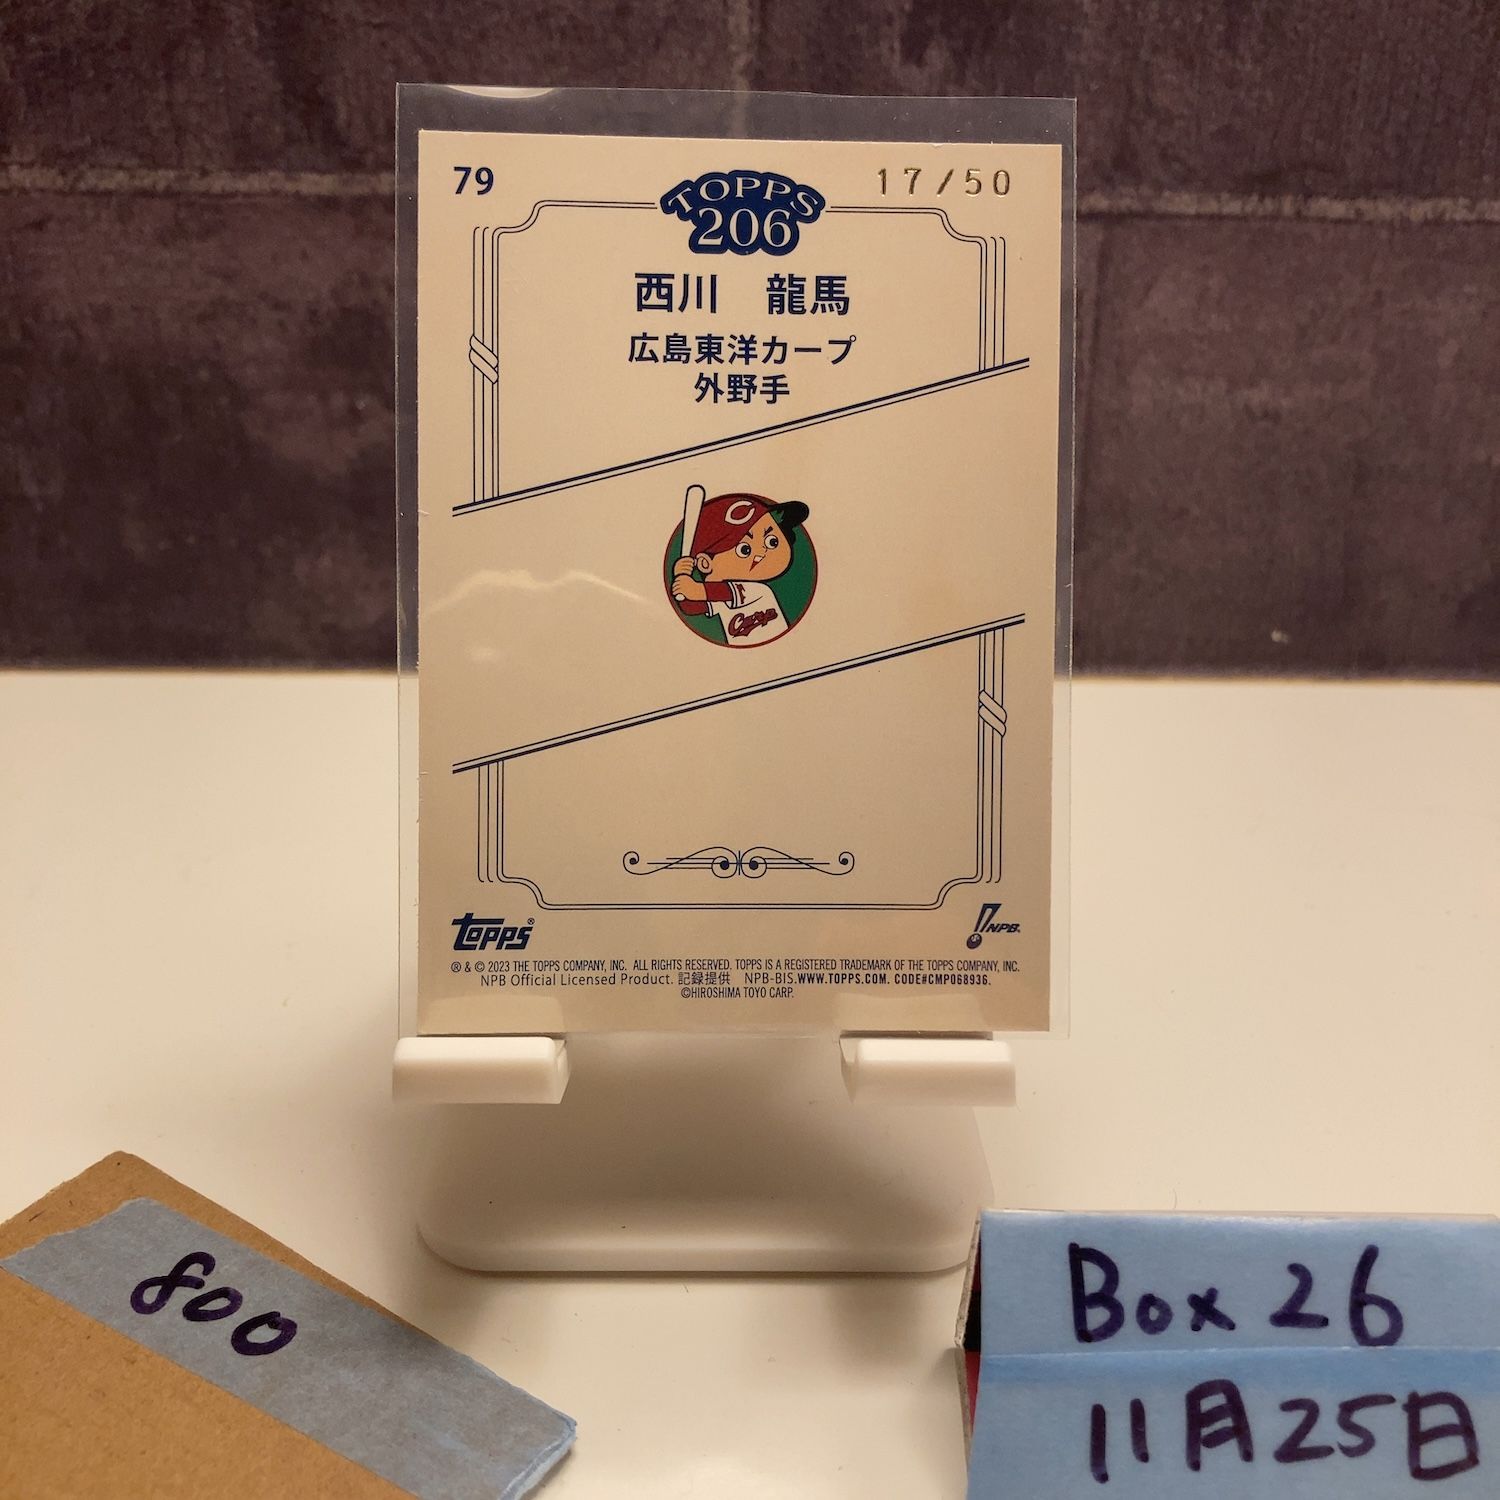 79
TOPPS
206
17/50
西川 龍馬
広島東洋カープ
外野手
C
Carp
TOPPS®
NPB®
® & © 2023 THE TOPPS COMPANY, INC. ALL RIGHTS RESERVED. TOPPS IS A REGISTERED TRADEMARK OF THE TOPPS COMPANY, INC.
NPB Official Licensed Product. 記録提供 NPB-BIS.WWW.TOPPS.COM. CODE#CMP068936.
©HIROSHIMA TOYO CARP.
800
Box 26
11月25日